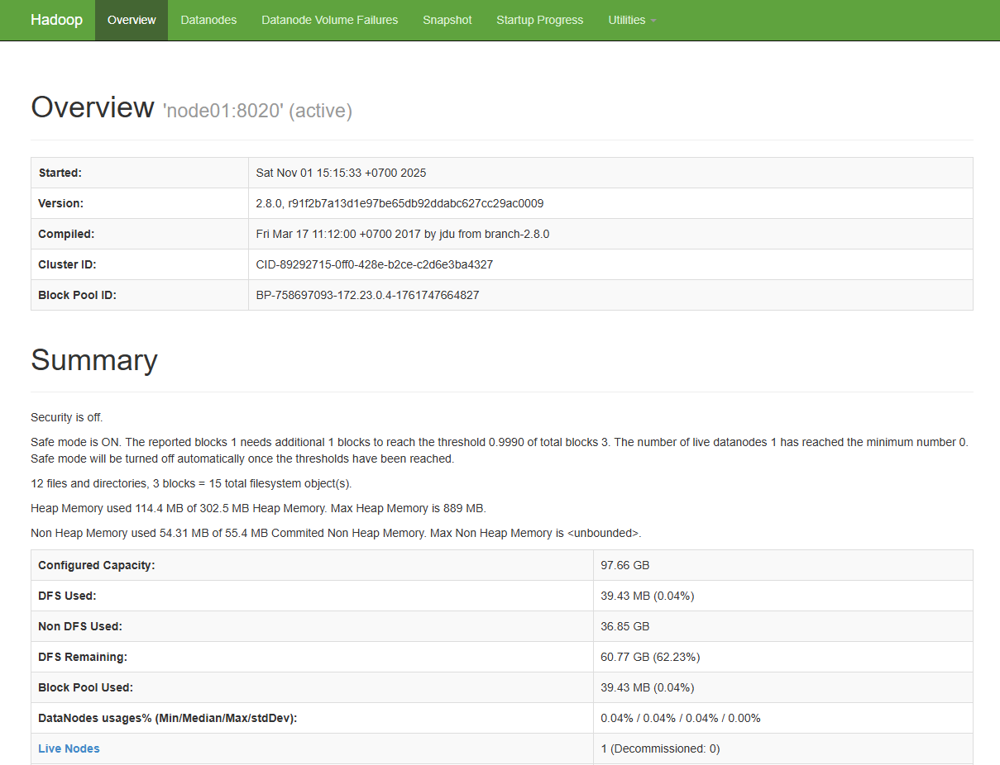 Hadoop Overview Datanodes Datanode Volume Failures Snapshot Startup Progress Utilities
Overview 'node01:8020' (active)
Started: Sat Nov 01 15:15:33 +0700 2025
Version: 2.8.0, r91f2b7a13d1e97be65db92ddabc627cc29ac0009
Compiled: Fri Mar 17 11:12:00 +0700 2017 by jdu from branch-2.8.0
Cluster ID: CID-89292715-0ff0-428e-b2ce-c2d6e3ba4327
Block Pool ID: BP-758697093-172.23.0.4-1761747664827
Summary
Security is off.
Safe mode is ON. The reported blocks 1 needs additional 1 blocks to reach the threshold 0.9990 of total blocks 3. The number of live datanodes 1 has reached the minimum number 0.
Safe mode will be turned off automatically once the thresholds have been reached.
12 files and directories, 3 blocks = 15 total filesystem object(s).
Heap Memory used 114.4 MB of 302.5 MB Heap Memory. Max Heap Memory is 889 MB.
Non Heap Memory used 54.31 MB of 55.4 MB Commited Non Heap Memory. Max Non Heap Memory is <unbounded>.
Configured Capacity: 97.66 GB
DFS Used: 39.43 MB (0.04%)
Non DFS Used: 36.85 GB
DFS Remaining: 60.77 GB (62.23%)
Block Pool Used: 39.43 MB (0.04%)
DataNodes usages% (Min/Median/Max/stdDev): 0.04% / 0.04% / 0.04% / 0.00%
Live Nodes 1 (Decommissioned: 0)